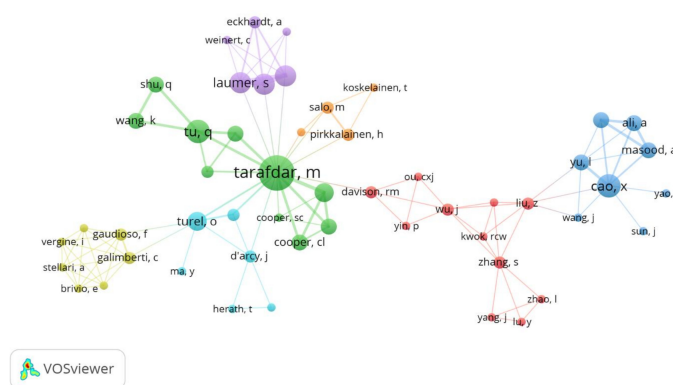 eckhardt, a
weinert, c
laumer, s
koskelainen, t
shu, q
salo, m
wang, k
tu, q
pirkkalainen, h
ali, a
masood, a
yu, l
tarafdar, m
ou, cxj
cao, x
davison, rm
yao,
wu, j
liu, z
cooper, sc
turel, o
wang, j
yin, p
sun, j
gaudioso, f
kwok, rcw
vergine, i
cooper, cl
galimberti, c
d'arcy, j
zhang, s
stellari, a
ma, y
brivio, e
zhao, l
herath, t
yang, j
lu, y
VOSviewer